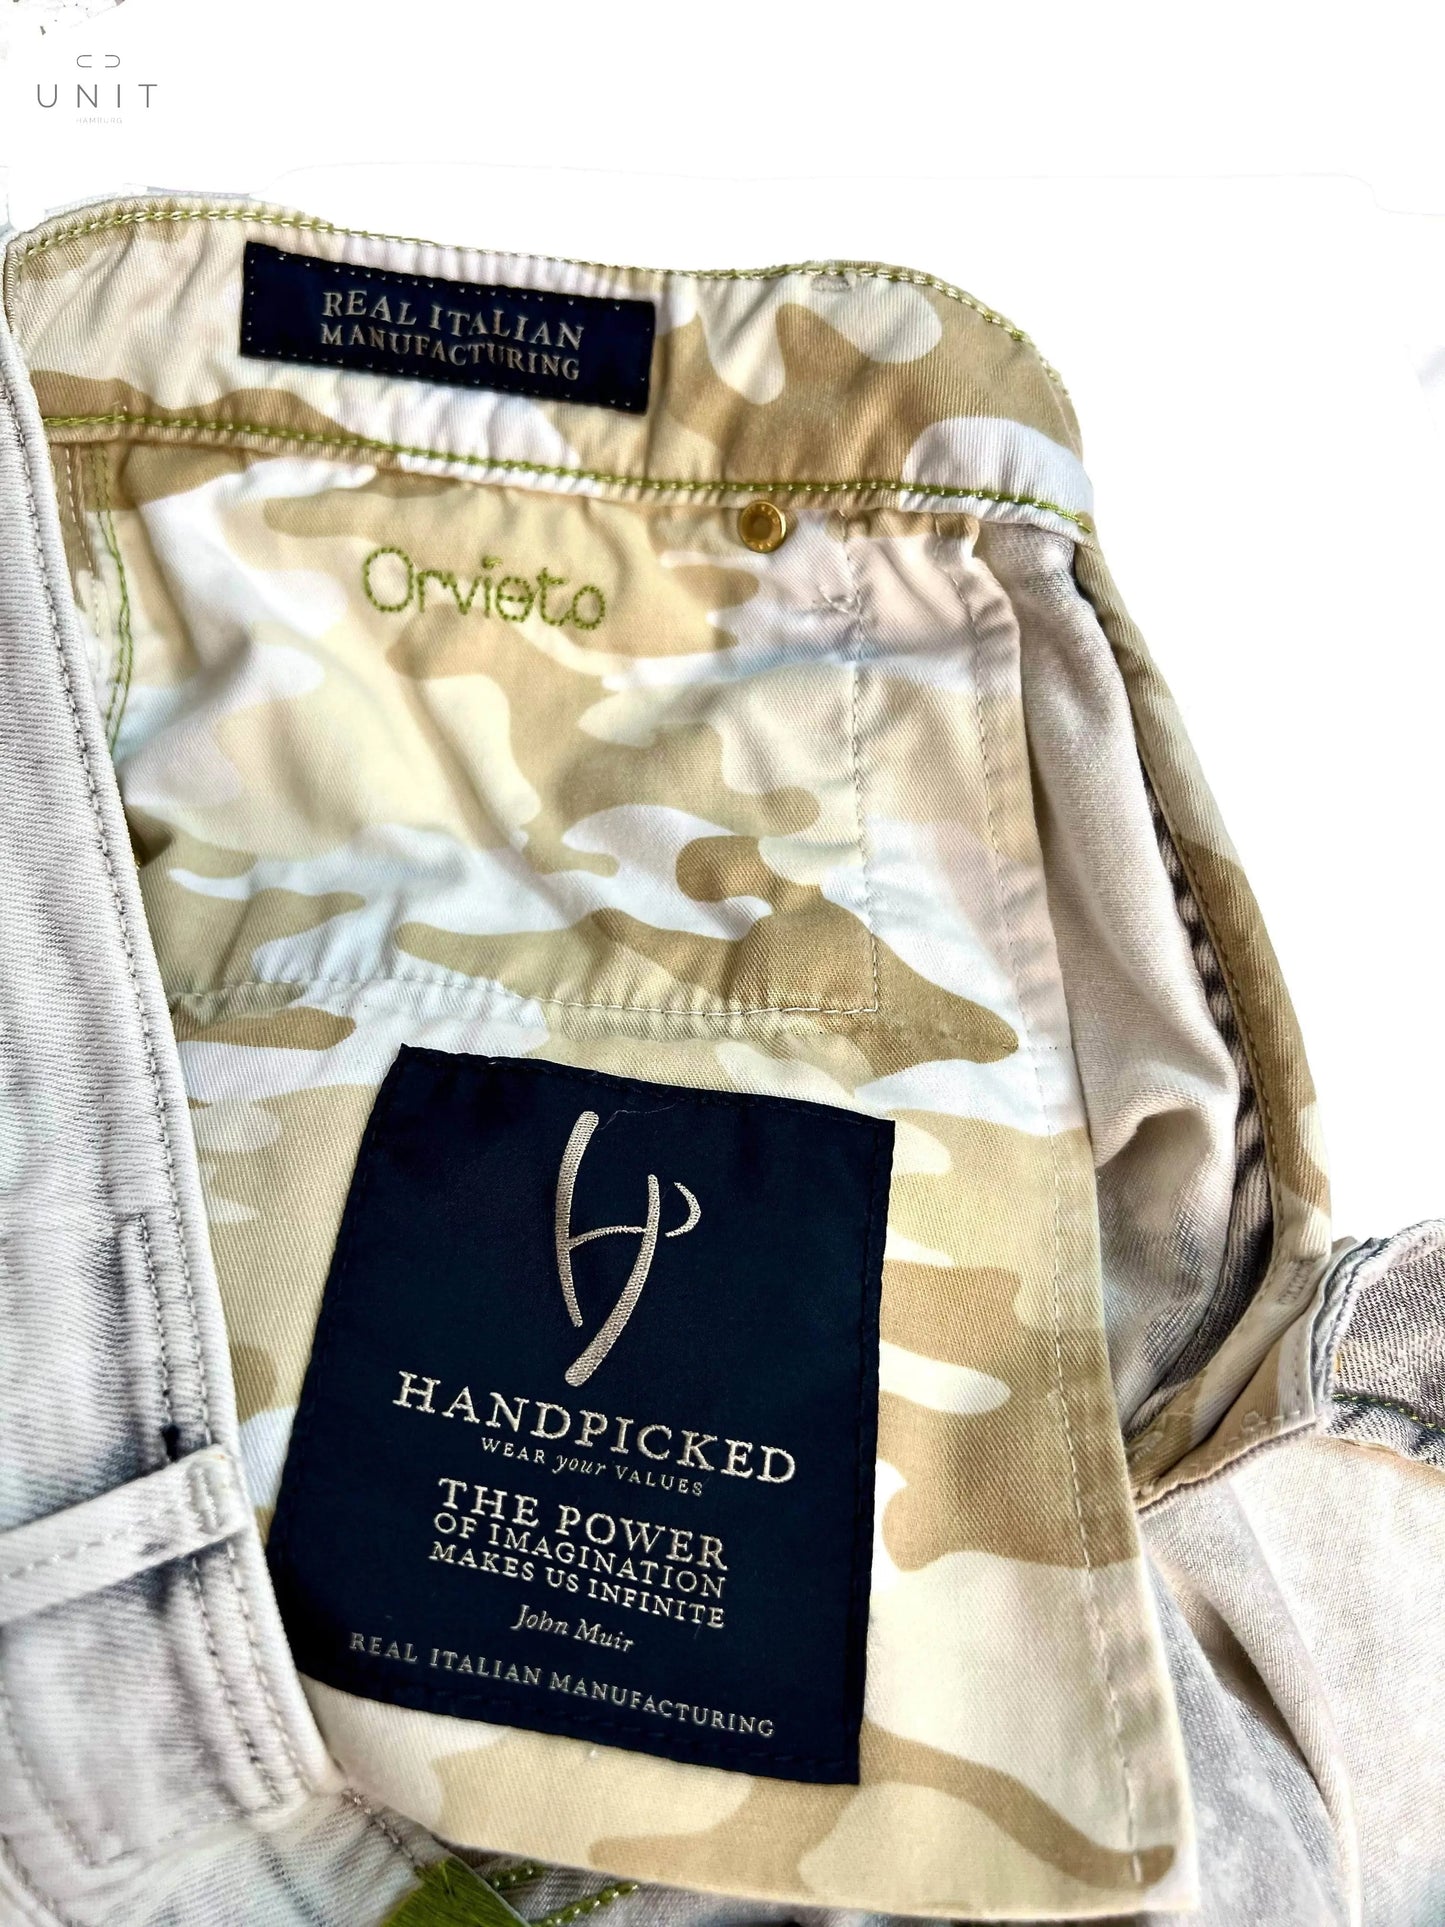 UNIT
HAMBURG
REAL ITALIAN
MANUFACTURING
Orvieto
HANDPICKED
WEAR your VALUES
THE POWER
OF IMAGINATION
MAKES US INFINITE
John Muir
REAL ITALIAN MANUFACTURING